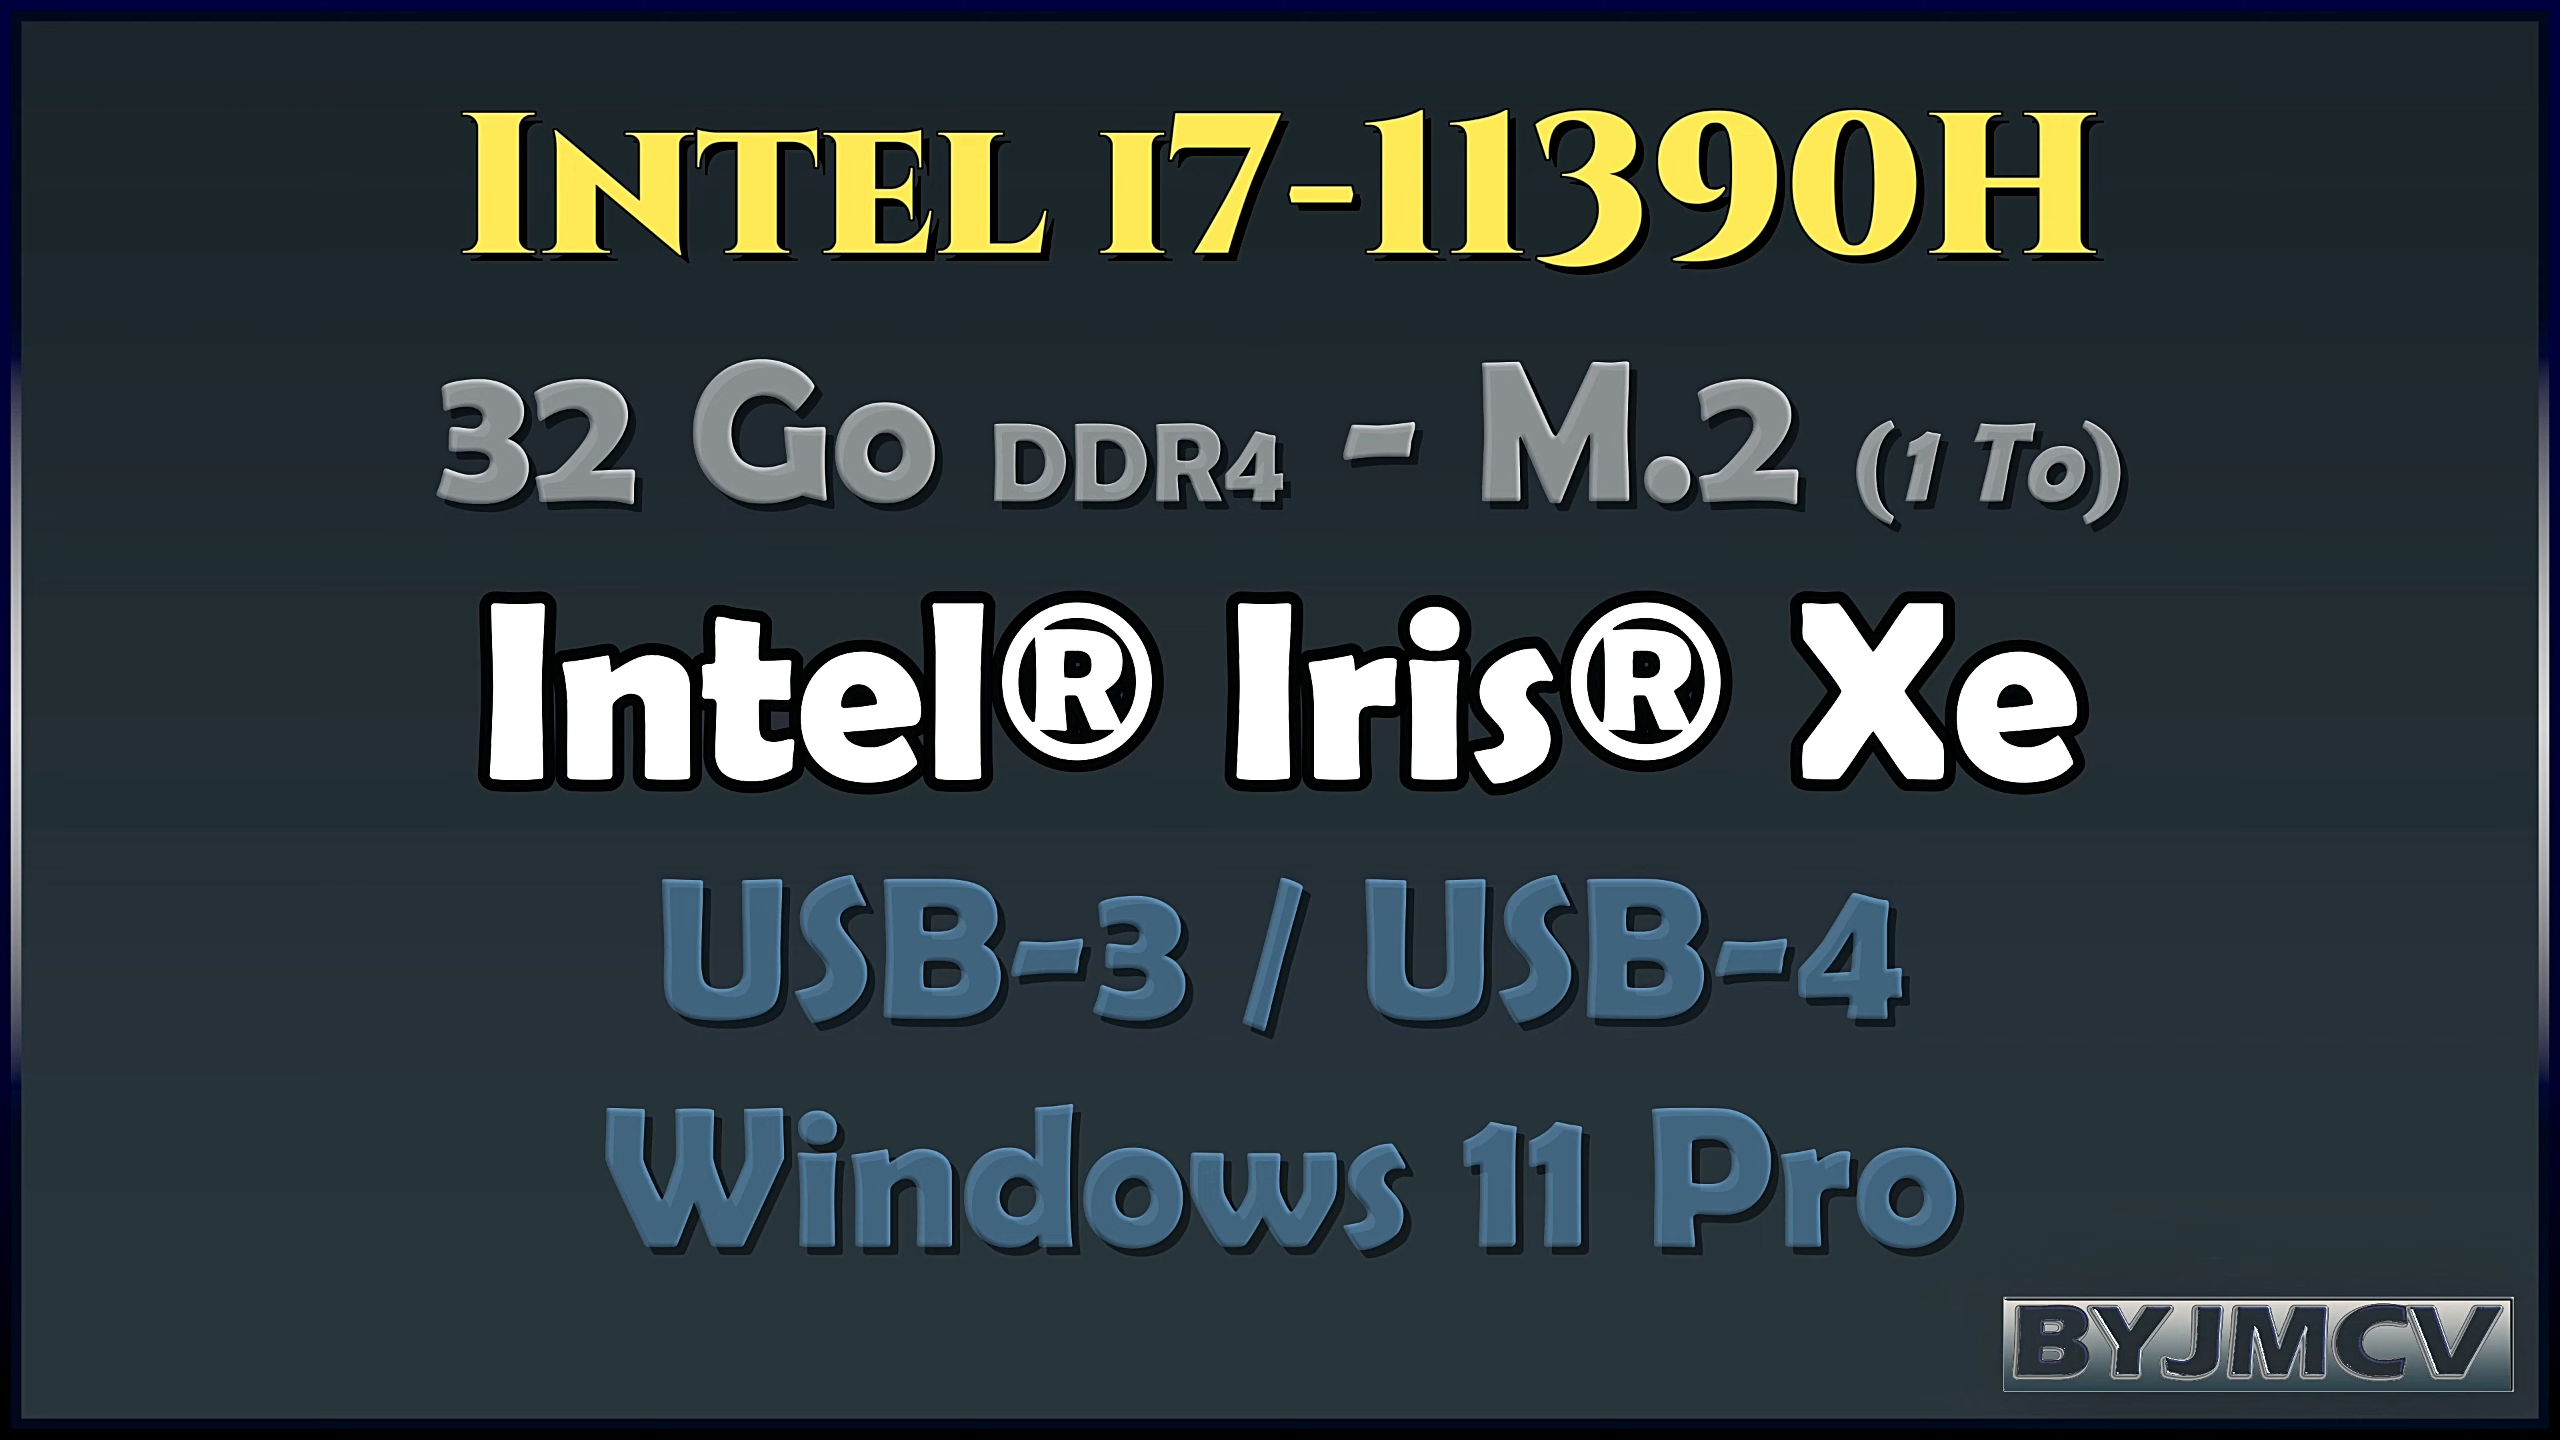 Intel i7-11390H
32 Go DDR4 - M.2 (1 To)
Intel® Iris® Xe
USB-3 / USB-4
Windows 11 Pro
BYJMCV